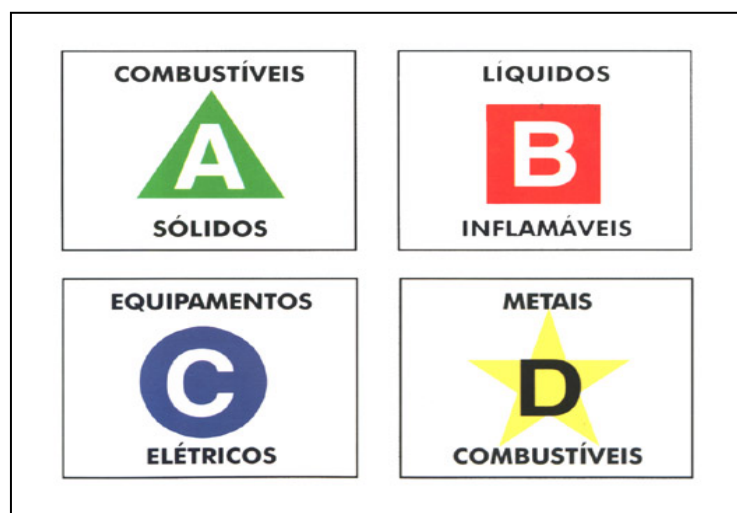 COMBUSTÍVEIS
A
SÓLIDOS
LÍQUIDOS
B
INFLAMÁVEIS
EQUIPAMENTOS
C
ELÉTRICOS
METAIS
D
COMBUSTÍVEIS